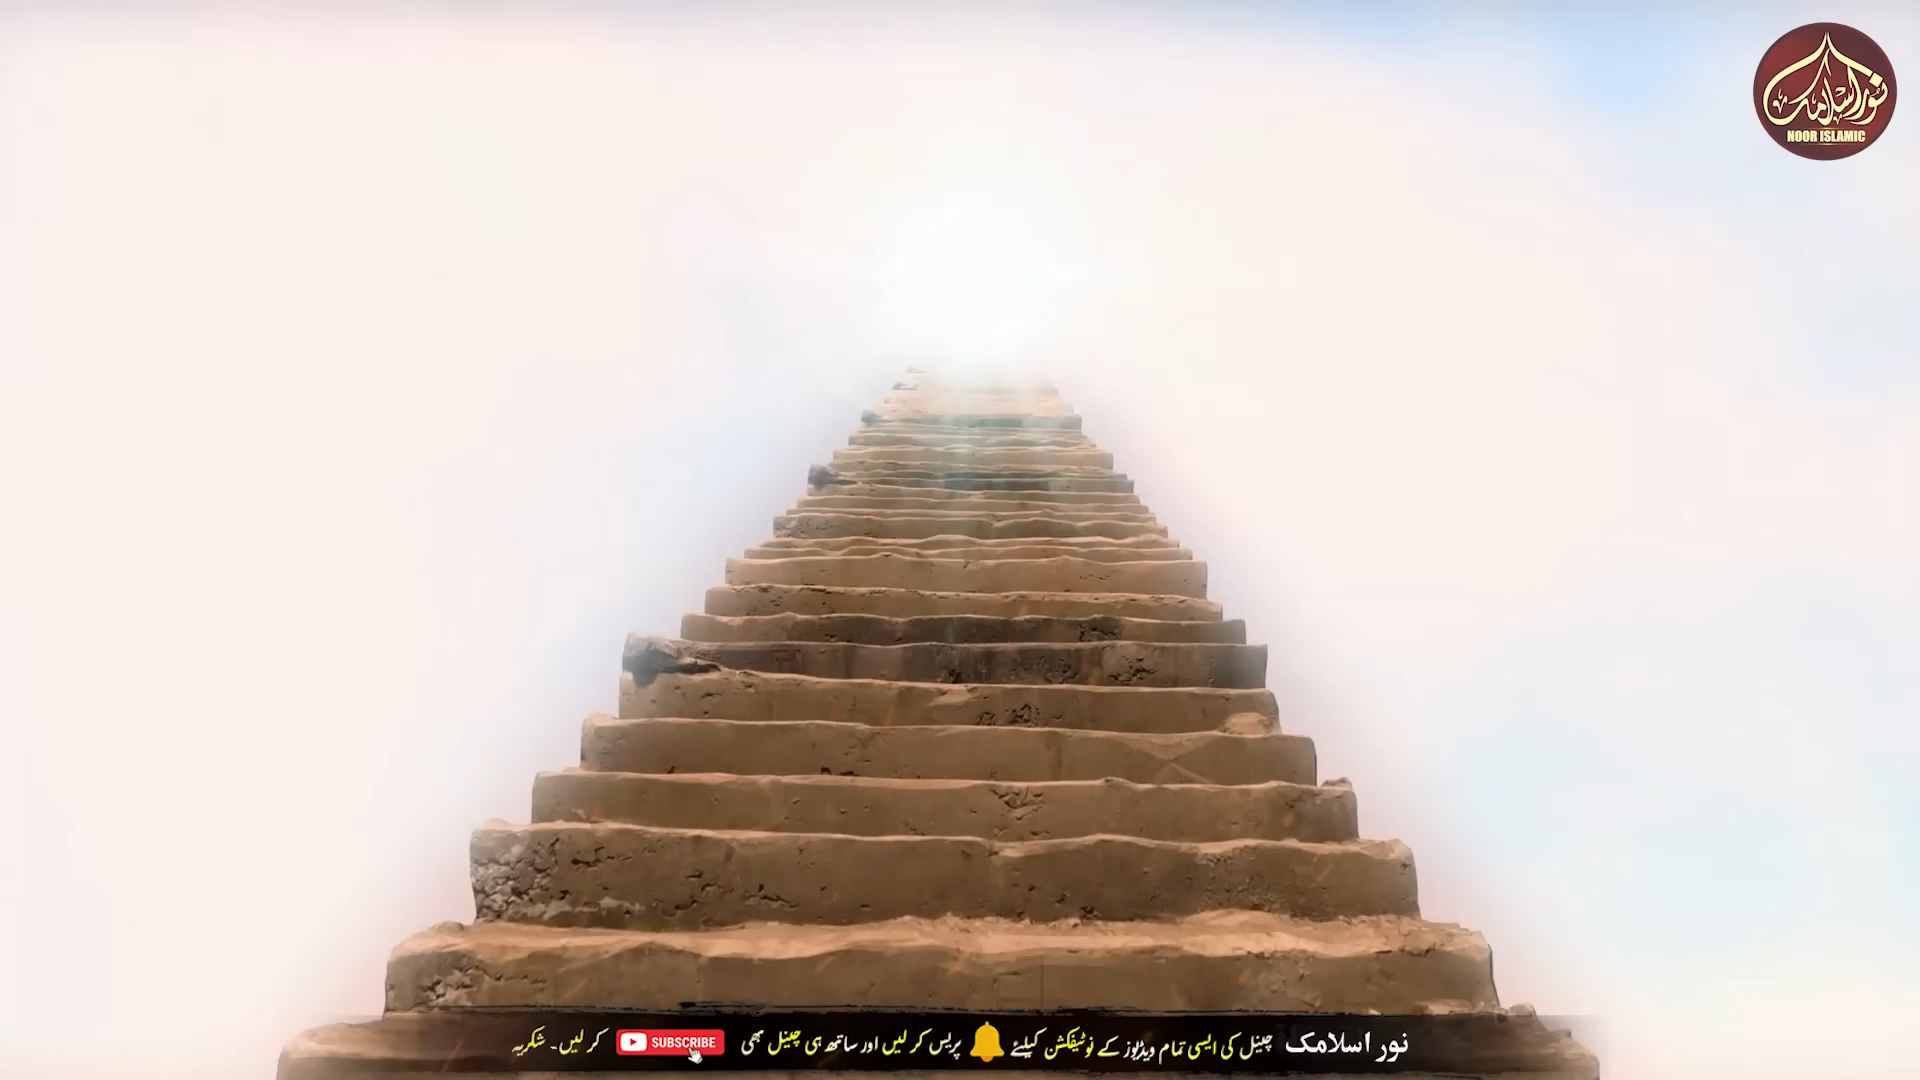 نور اسلامک
NOOR ISLAMIC
نور اسلامک چینل کی ایسی تمام ویڈیوز کے نوٹیفکشن کیلئے پریس کر لیں اور ساتھ ہی چینل بھی SUBSCRIBE کر لیں۔ شکریہ